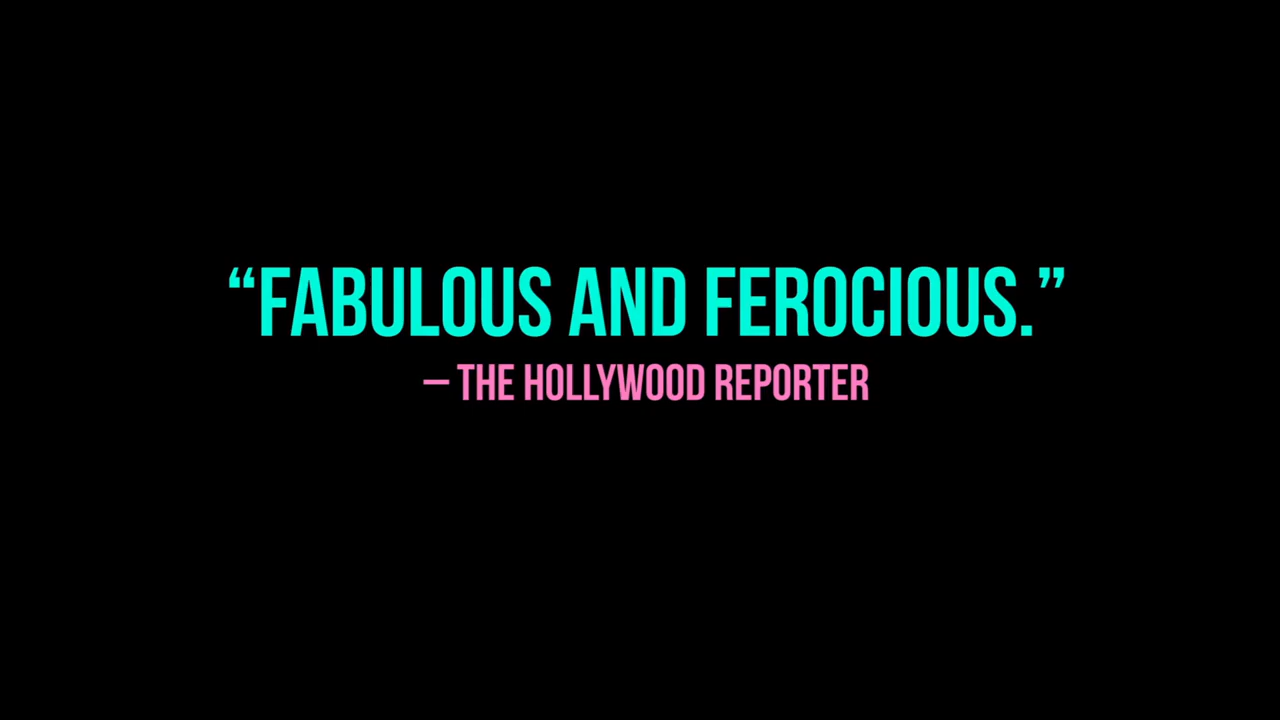 “FABULOUS AND FEROCIOUS.”
– THE HOLLYWOOD REPORTER